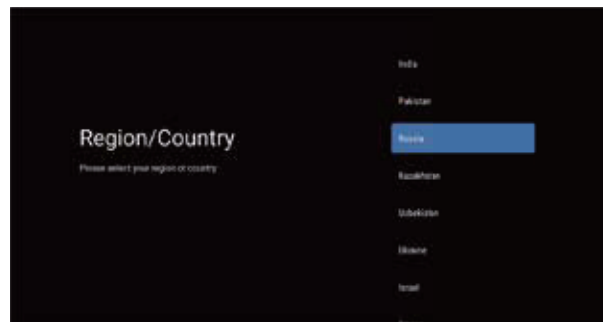 Region/Country
Please select your region or country
India
Pakistan
Russia
Kazakhstan
Uzbekistan
Ukraine
Israel